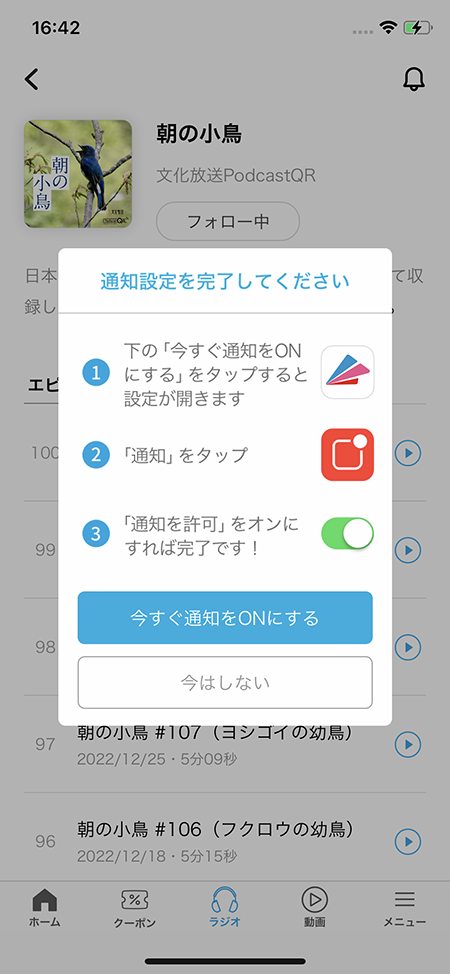 16:42
朝の小鳥
朝の
小鳥
文化放送PodcastQR
フォロー中
日本
て収
録し
通知設定を完了してください
1
下の「今すぐ通知をON
にする」をタップすると
設定が開きます
エピ
100
2
「通知」をタップ
99
3
「通知を許可」をオンに
すれば完了です！
98
今すぐ通知をONにする
今はしない
97
朝の小鳥 #107（ヨシゴイの幼鳥）
2022/12/25・5分09秒
96
朝の小鳥 #106（フクロウの幼鳥）
2022/12/18・5分15秒
ホーム
%
クーポン
ラジオ
動画
メニュー